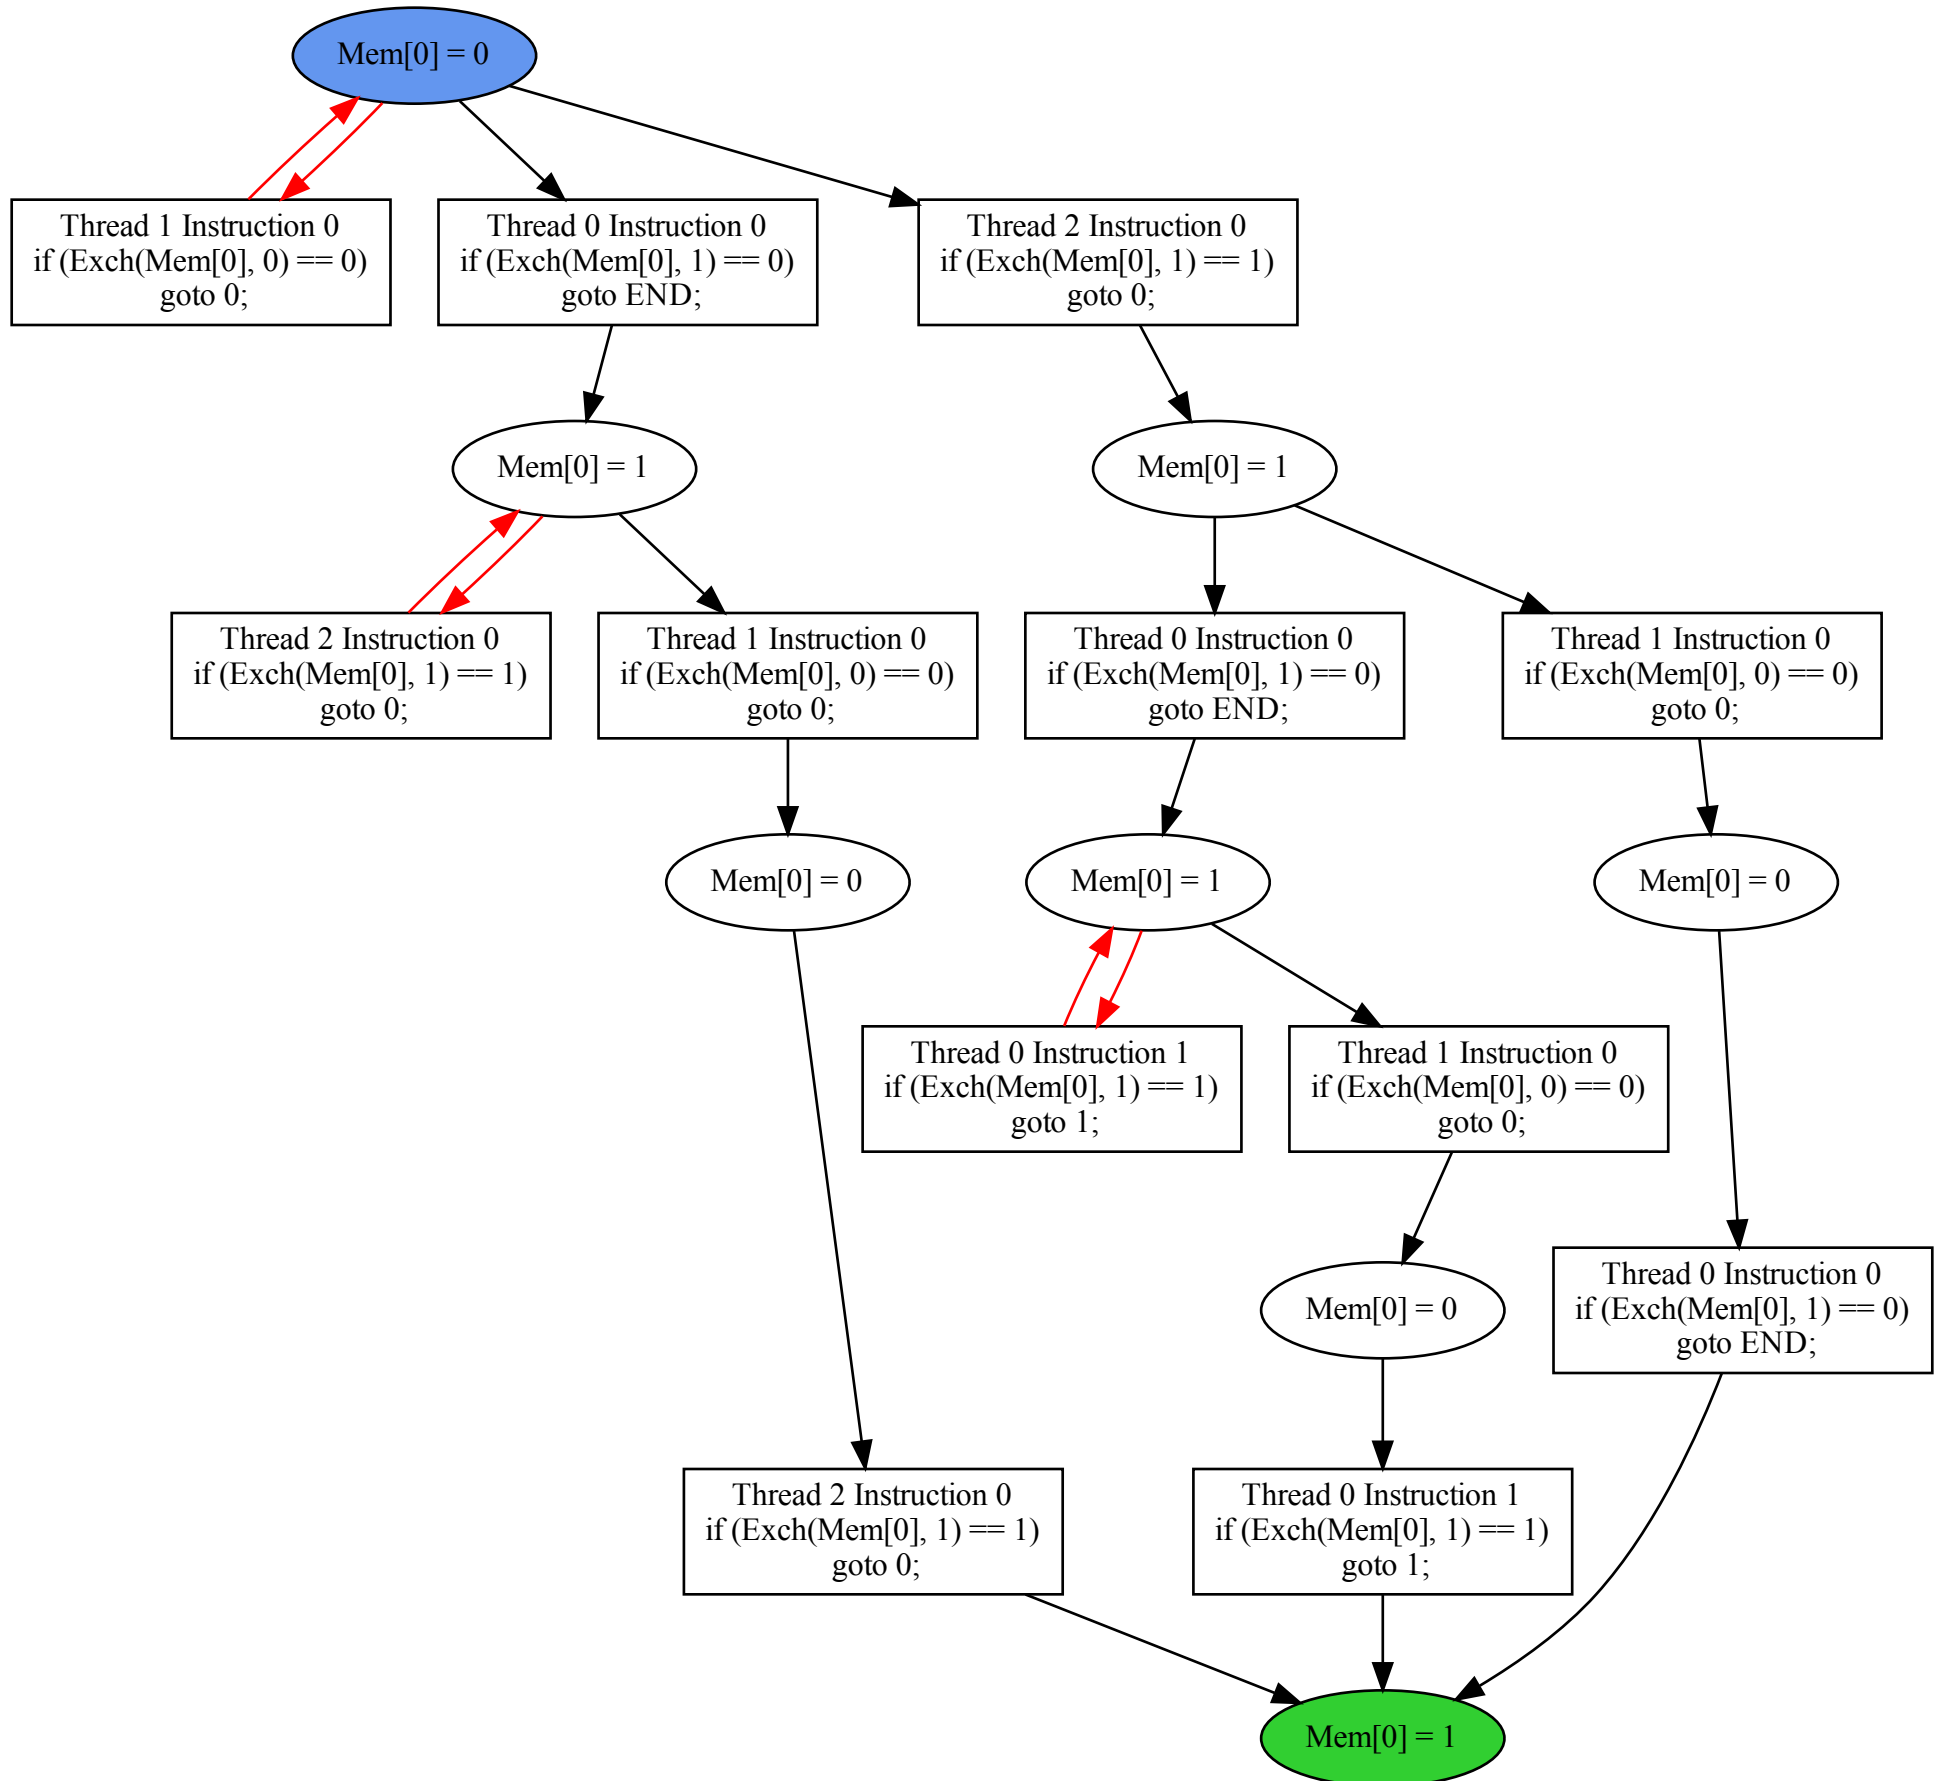 Mem[0] = 0
Thread 1 Instruction 0
if (Exch(Mem[0], 0) == 0)
goto 0;
Thread 0 Instruction 0
if (Exch(Mem[0], 1) == 0)
goto END;
Thread 2 Instruction 0
if (Exch(Mem[0], 1) == 1)
goto 0;
Mem[0] = 1
Mem[0] = 1
Thread 2 Instruction 0
if (Exch(Mem[0], 1) == 1)
goto 0;
Thread 1 Instruction 0
if (Exch(Mem[0], 0) == 0)
goto 0;
Thread 0 Instruction 0
if (Exch(Mem[0], 1) == 0)
goto END;
Thread 1 Instruction 0
if (Exch(Mem[0], 0) == 0)
goto 0;
Mem[0] = 0
Mem[0] = 1
Mem[0] = 0
Thread 0 Instruction 1
if (Exch(Mem[0], 1) == 1)
goto 1;
Thread 1 Instruction 0
if (Exch(Mem[0], 0) == 0)
goto 0;
Mem[0] = 0
Thread 0 Instruction 0
if (Exch(Mem[0], 1) == 0)
goto END;
Thread 2 Instruction 0
if (Exch(Mem[0], 1) == 1)
goto 0;
Thread 0 Instruction 1
if (Exch(Mem[0], 1) == 1)
goto 1;
Mem[0] = 1